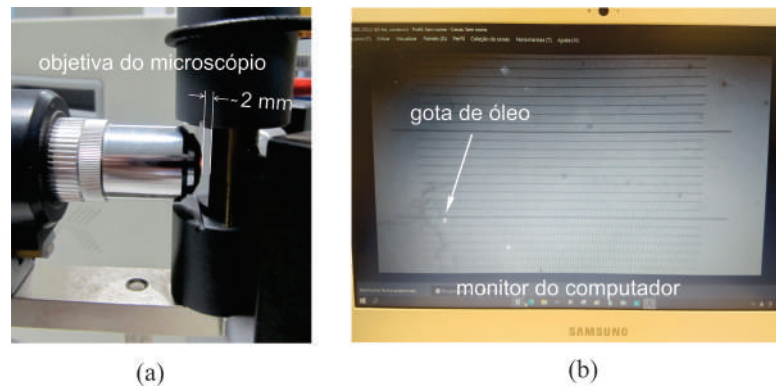 objetiva do microscópio
~2 mm
gota de óleo
monitor do computador
SAMSUNG
(a)
(b)